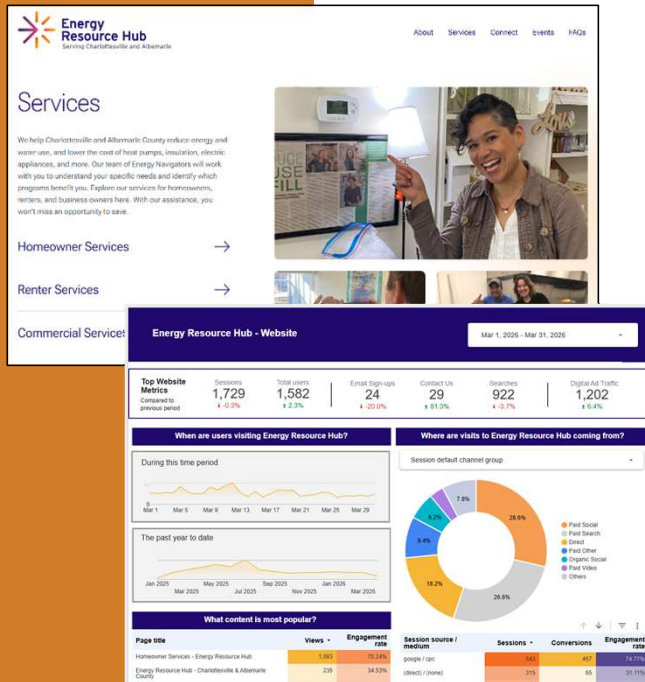 Energy
Resource Hub
Serving Charlottesville and Albemarle
About Services Connect Events FAQs
Services
We help Charlottesville and Albemarle County reduce energy and
water use, and lower the cost of heat pumps, insulation, electric
appliances, and more. Our team of Energy Navigators will work
with you to understand your specific needs and identify which
programs benefit you. Explore our services for homeowners,
renters, and business owners here. With our assistance, you
won't miss an opportunity to save.
Homeowner Services →
Renter Services →
Commercial Services
Energy Resource Hub - Website
Mar 1, 2026 - Mar 31, 2026
Top Website
Metrics
Compared to
previous period
Sessions
1,729
-0.3%
Total users
1,582
2.3%
Email Sign-ups
24
-20.0%
Contact Us
29
81.3%
Searches
922
-3.7%
Digital Ad Traffic
1,202
6.4%
When are users visiting Energy Resource Hub?
During this time period
0
Mar 1 Mar 5 Mar 9 Mar 13 Mar 17 Mar 21 Mar 25 Mar 29
The past year to date
Jan 2025 Mar 2025 May 2025 Jul 2025 Sep 2025 Nov 2025 Jan 2026 Mar 2026
What content is most popular?
Page title Views Engagement
rate
Homeowner Services - Energy Resource Hub 1,093 75.24%
Energy Resource Hub - Charlottesville & Albemarle
County 235 34.53%
Where are visits to Energy Resource Hub coming from?
Session default channel group
28.6%
26.6%
18.2%
9.4%
7.8%
Paid Social
Paid Search
Direct
Paid Other
Organic Social
Paid Video
Others
Session source /
medium Sessions Conversions Engagement
rate
google / cpc 543 457 74.77%
(direct) / (none) 315 65 31.11%